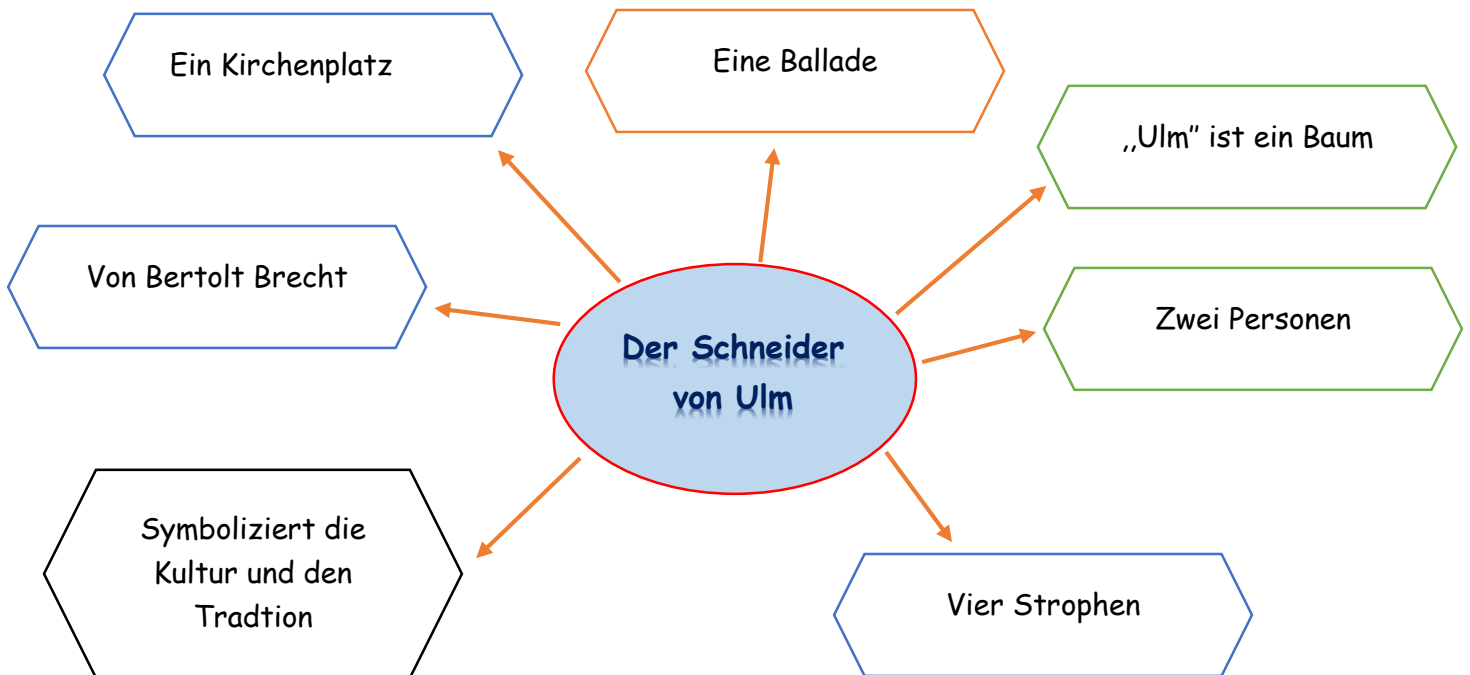 Ein Kirchenplatz
Eine Ballade
,,Ulm" ist ein Baum
Von Bertolt Brecht
Zwei Personen
Der Schneider
von Ulm
Symboliziert die
Kultur und den
Tradtion
Vier Strophen